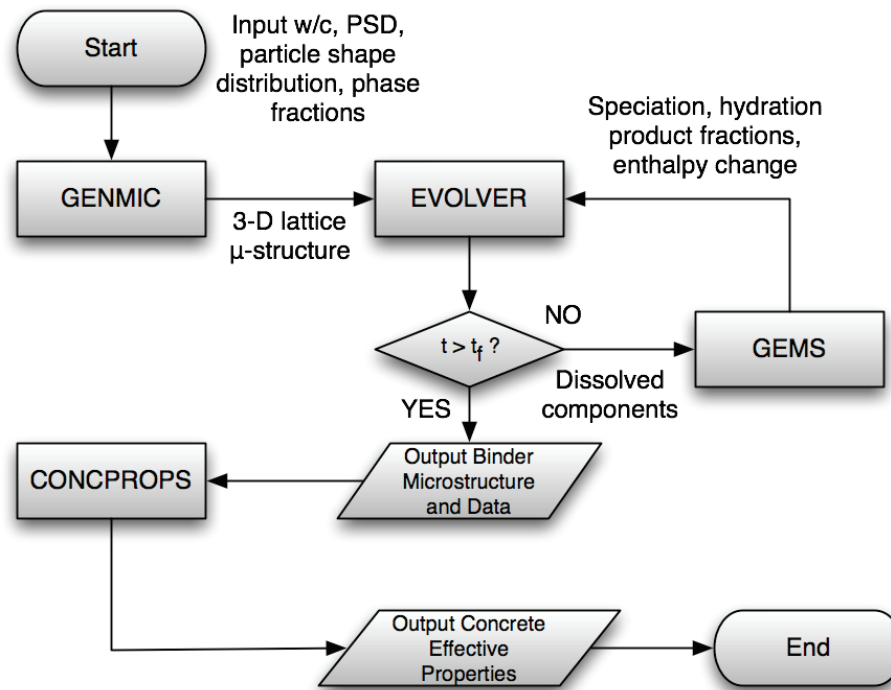 Start
Input w/c, PSD,
particle shape
distribution, phase
fractions
Speciation, hydration
product fractions,
enthalpy change
GENMIC
3-D lattice
μ-structure
EVOLVER
t > tf ?
NO
Dissolved
components
GEMS
YES
Output Binder
Microstructure
and Data
CONCPROPS
Output Concrete
Effective
Properties
End